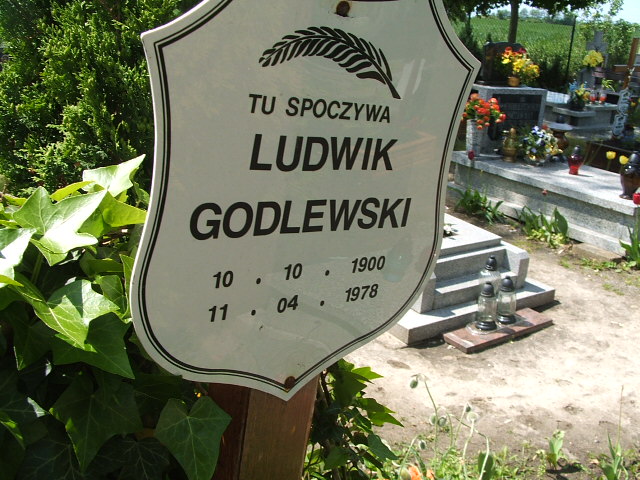 TU SPOCZYWA
LUDWIK
GODLEWSKI
10 . 10 . 1900
11 . 04 . 1978